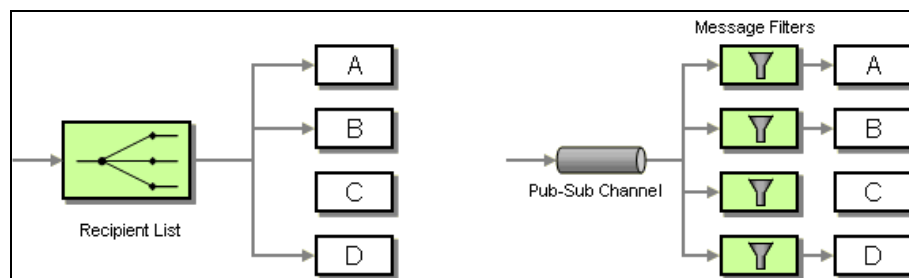 A
B
C
D
Recipient List
Message Filters
A
B
C
D
Pub-Sub Channel